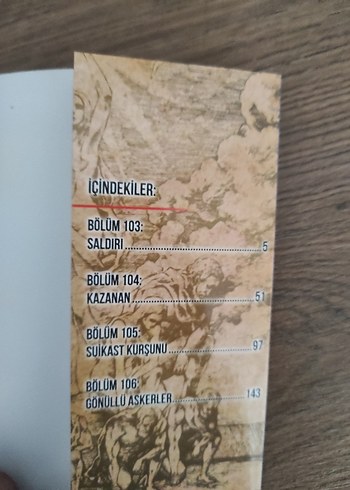 İÇİNDEKİLER:
BÖLÜM 103:
SALDIRI........................................5
BÖLÜM 104:
KAZANAN....................................51
BÖLÜM 105:
SUİKAST KURŞUNU........................97
BÖLÜM 106:
GÖNÜLLÜ ASKERLER.....................143